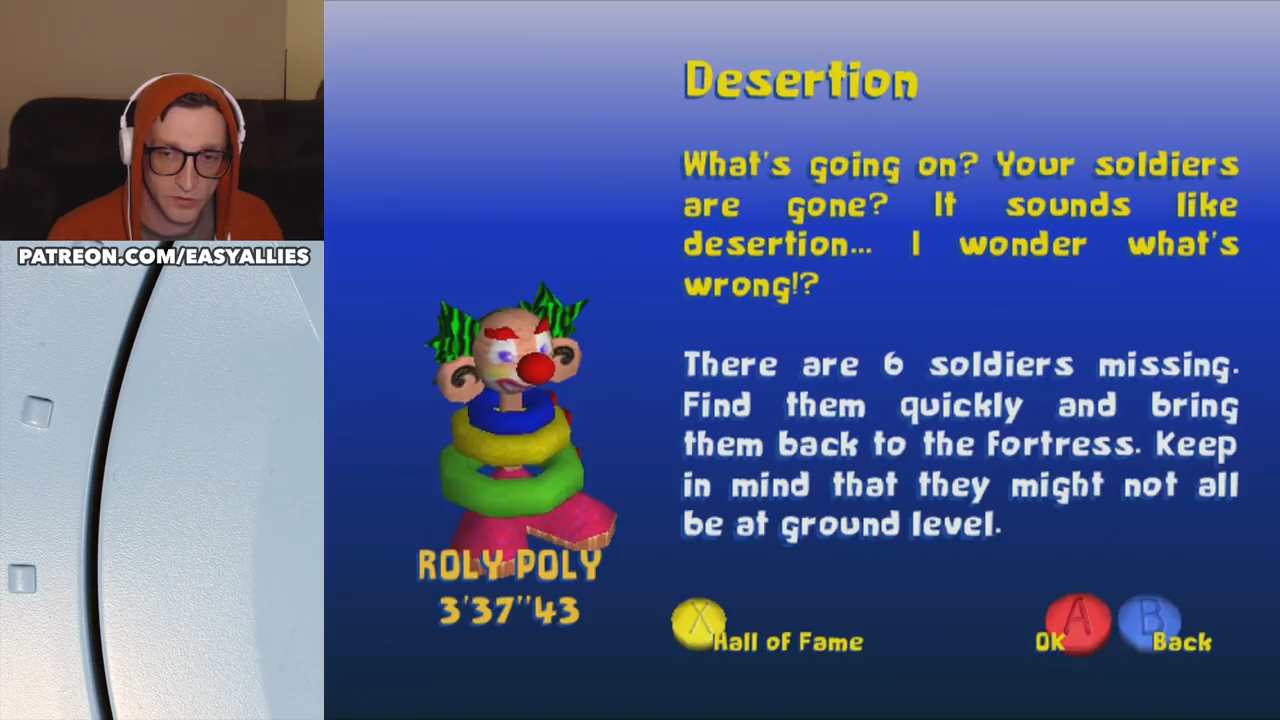 PATREON.COM/EASYALLIES
Desertion
What's going on? Your soldiers
are gone? It sounds like
desertion... I wonder what's
wrong!?
There are 6 soldiers missing.
Find them quickly and bring
them back to the fortress. Keep
in mind that they might not all
be at ground level.
ROLY POLY
3'37''43
X Hall of Fame
OK A B Back